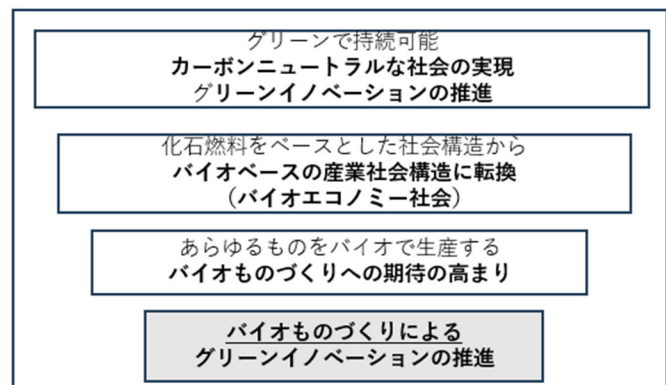 グリーンで持続可能
カーボンニュートラルな社会の実現
グリーンイノベーションの推進
化石燃料をベースとした社会構造から
バイオベースの産業社会構造に転換
（バイオエコノミー社会）
あらゆるものをバイオで生産する
バイオものづくりへの期待の高まり
バイオものづくりによる
グリーンイノベーションの推進